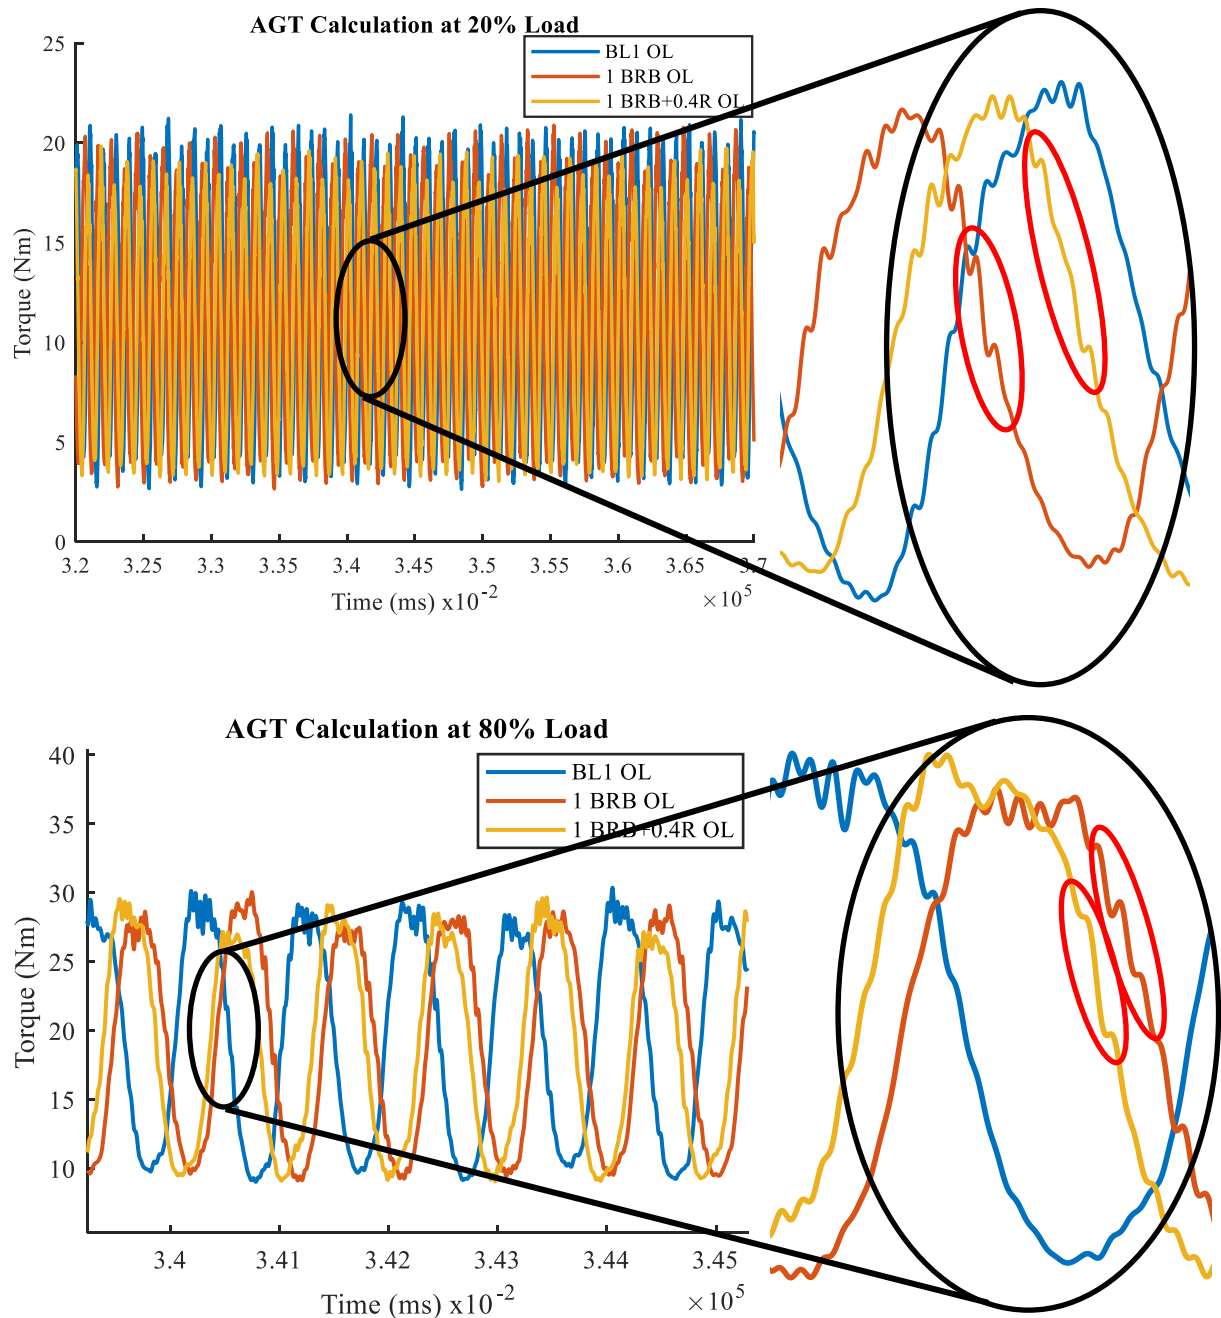 AGT Calculation at 20% Load
25
BL1 OL
1 BRB OL
1 BRB+0.4R OL
20
15
Torque (Nm)
10
5
0
3.2 3.25 3.3 3.35 3.4 3.45 3.5 3.55 3.6 3.65 3.7
Time (ms) x10-2
×105
AGT Calculation at 80% Load
40
BL1 OL
1 BRB OL
1 BRB+0.4R OL
35
30
25
Torque (Nm)
20
15
10
3.4 3.41 3.42 3.43 3.44 3.45
Time (ms) x10-2
×105